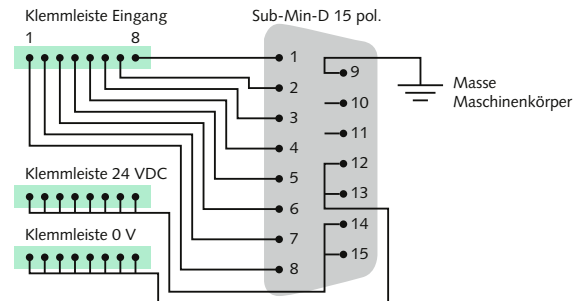 Klemmleiste Eingang
1 8
Sub-Min-D 15 pol.
1
2
3
4
5
6
7
8
9
10
11
12
13
14
15
Masse
Maschinenkörper
Klemmleiste 24 VDC
Klemmleiste 0 V